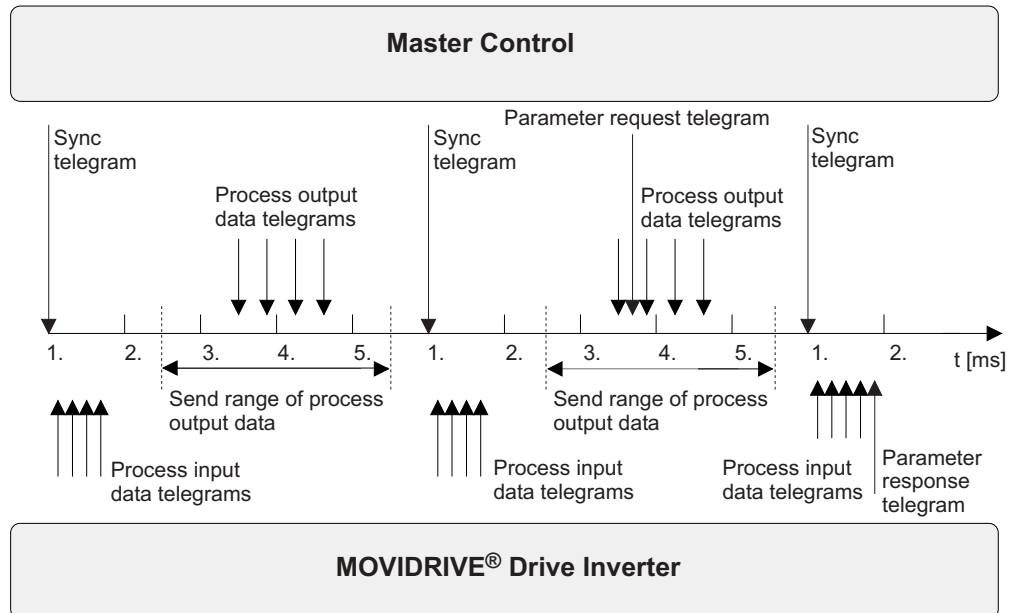 Master Control
Parameter request telegram
Sync
telegram
Sync
telegram
Sync
telegram
Process output
data telegrams
Process output
data telegrams
1. 2. 3. 4. 5. 1. 2. 3. 4. 5. 1. 2.
t [ms]
Send range of process
output data
Send range of process
output data
Process input
data telegrams
Process input
data telegrams
Process input
data telegrams
Parameter
response
telegram
MOVIDRIVE® Drive Inverter